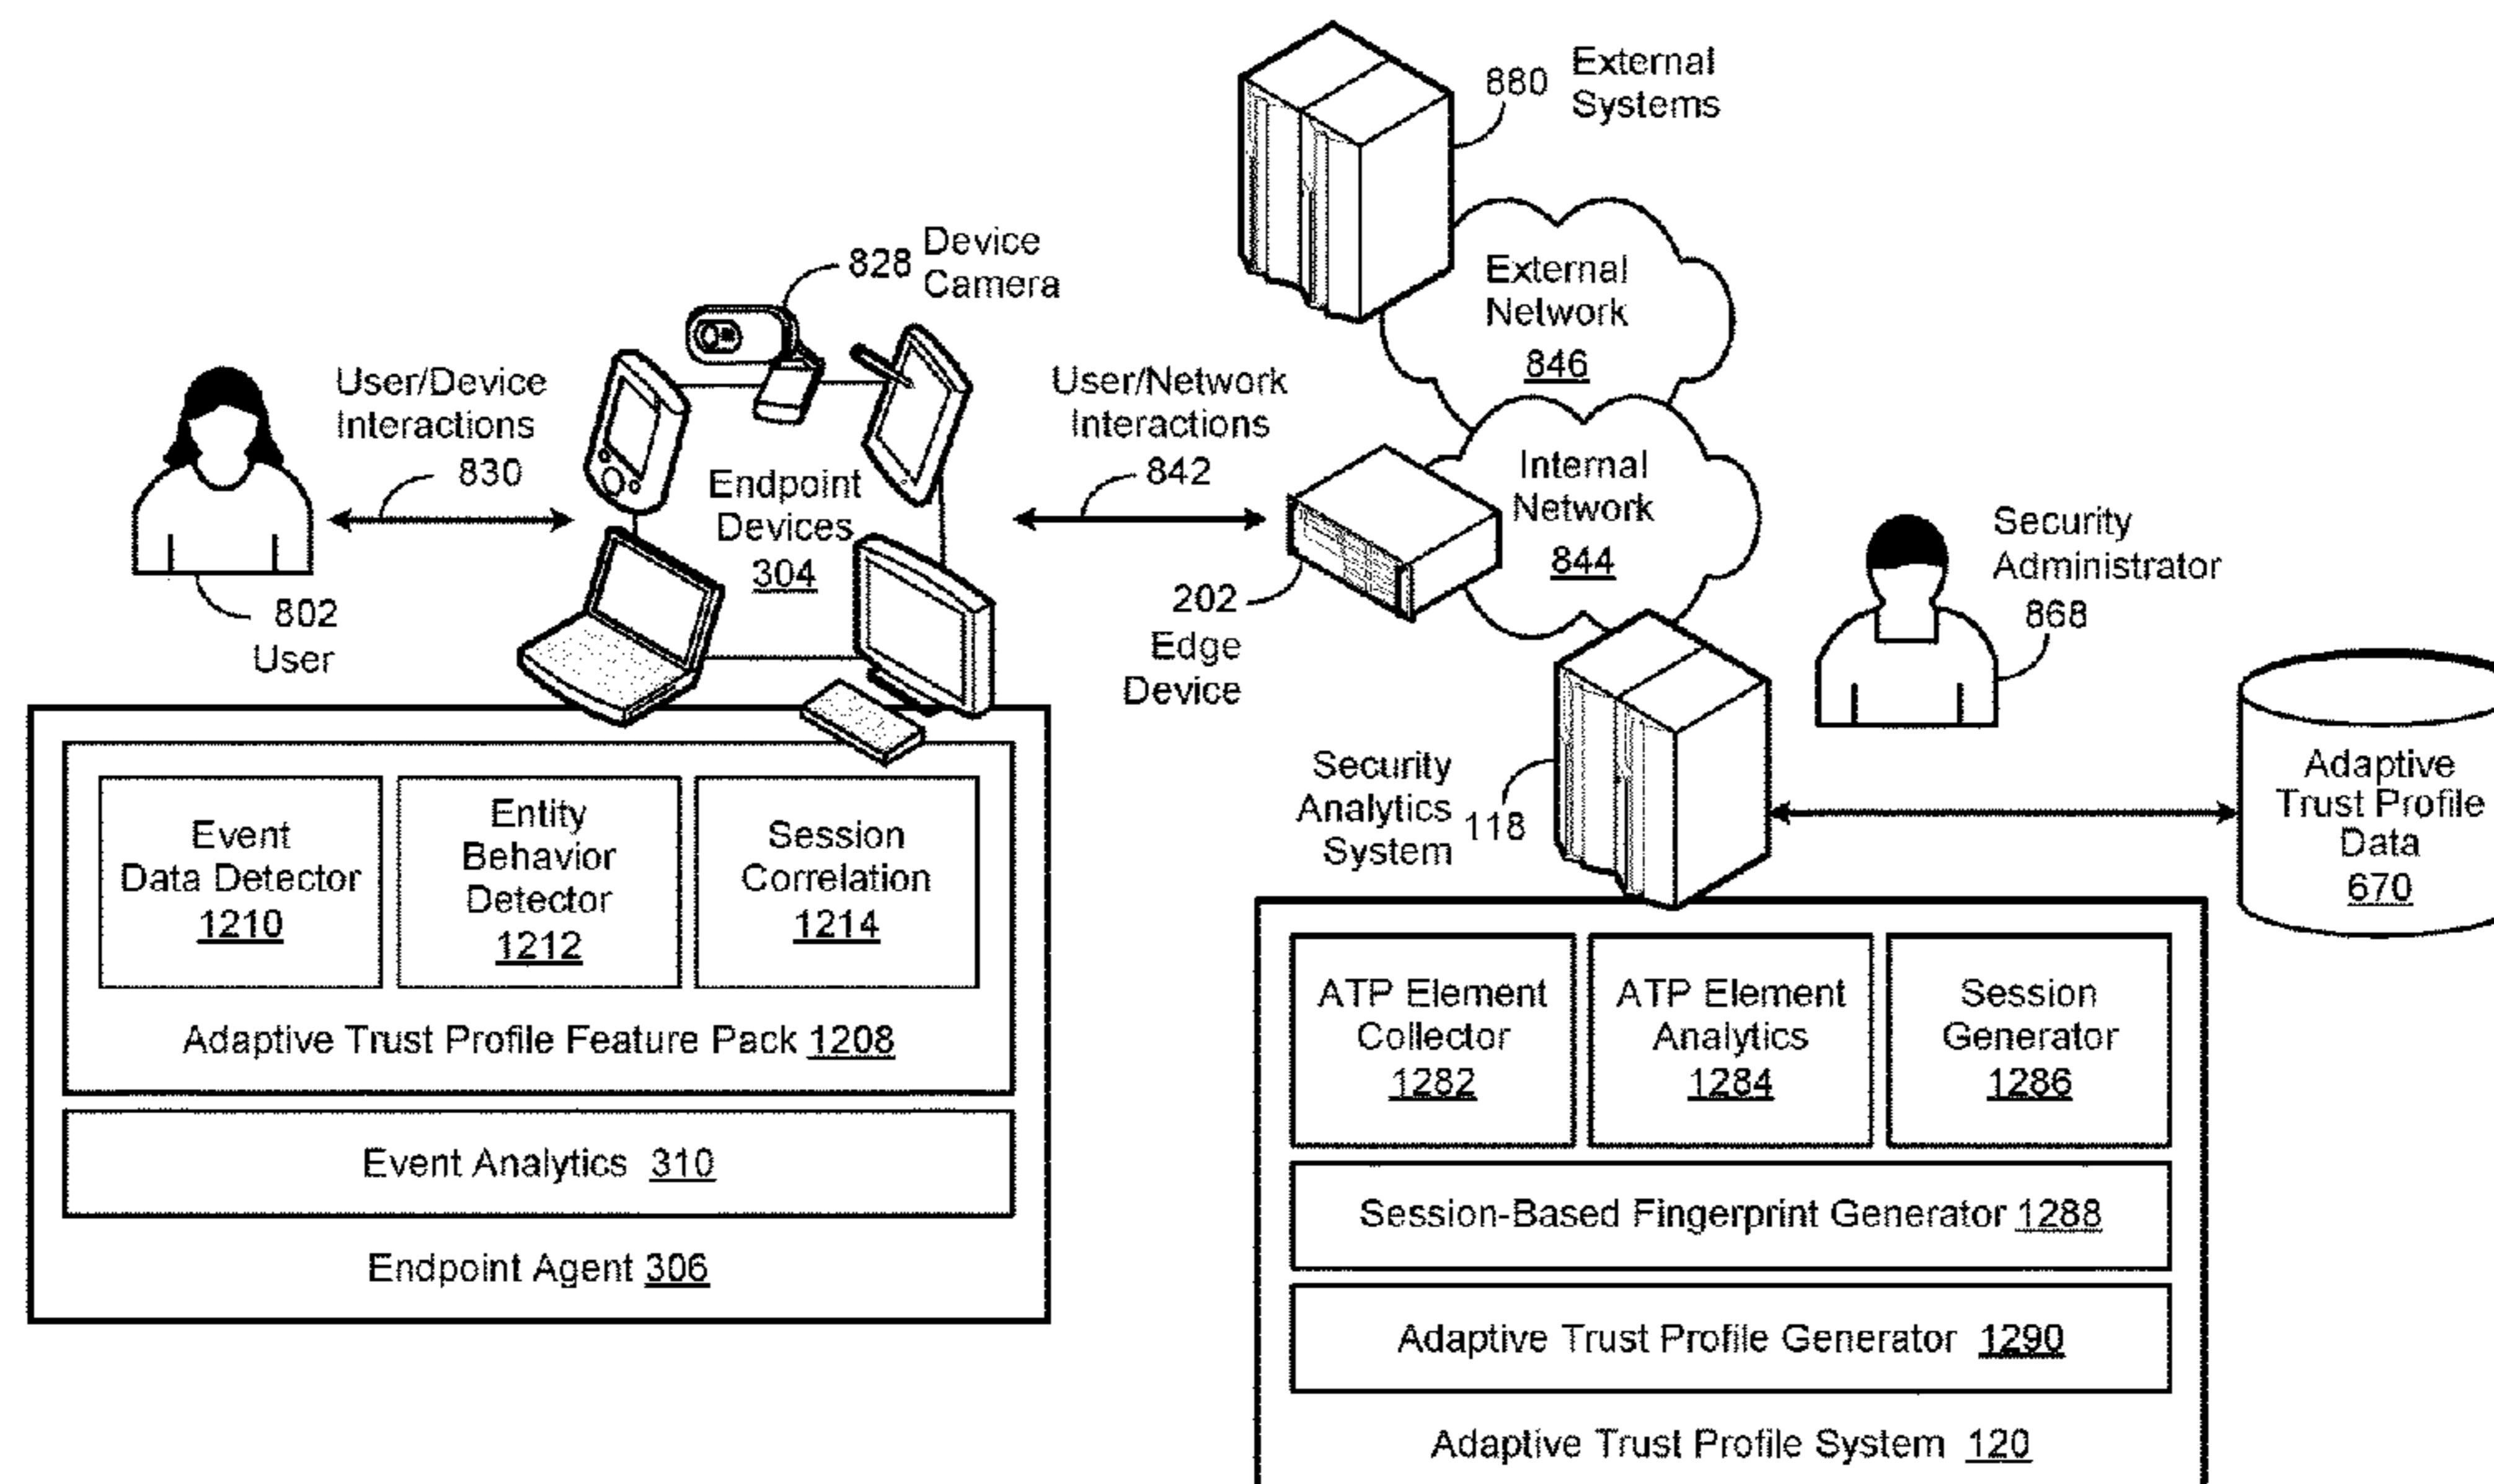 880
External
Systems
828
Device
Camera
External
Network
846
User/Device
Interactions
830
User/Network
Interactions
842
Endpoint
Devices
304
Internal
Network
844
Security
Administrator
868
802
User
202
Edge
Device
Security
Analytics
System
118
Adaptive
Trust Profile
Data
670
Event
Data Detector
1210
Entity
Behavior
Detector
1212
Session
Correlation
1214
Adaptive Trust Profile Feature Pack 1208
Event Analytics 310
Endpoint Agent 306
ATP Element
Collector
1282
ATP Element
Analytics
1284
Session
Generator
1286
Session-Based Fingerprint Generator 1288
Adaptive Trust Profile Generator 1290
Adaptive Trust Profile System 120